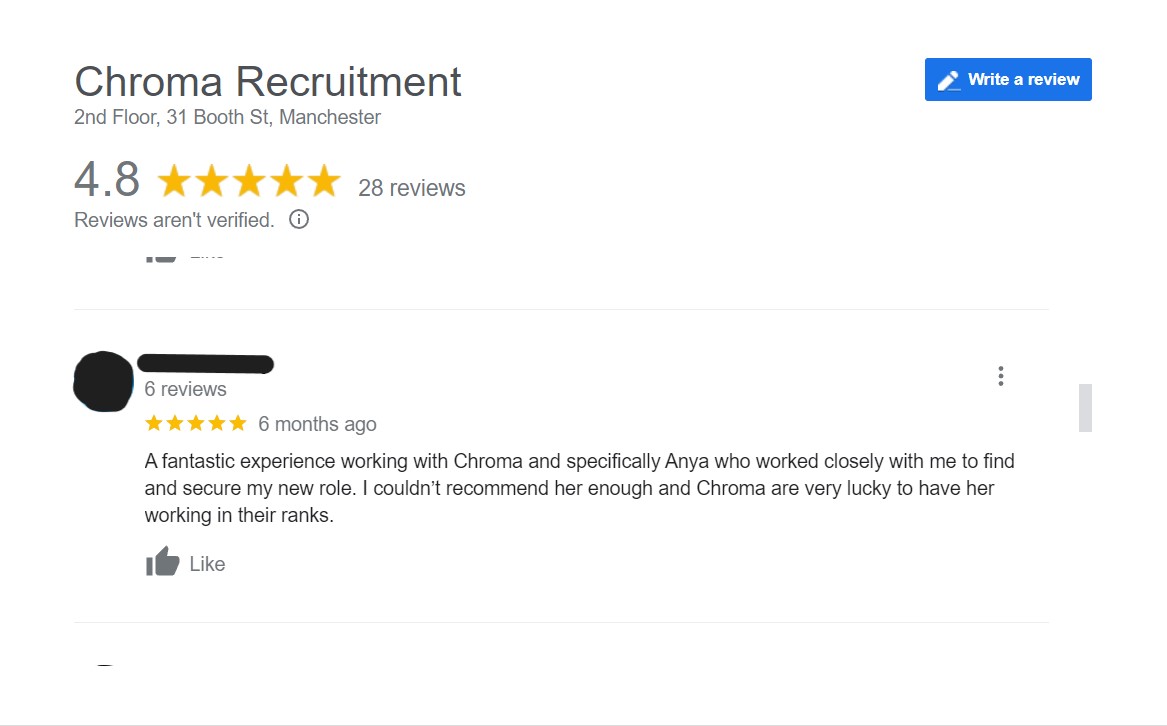 Chroma Recruitment
Write a review
2nd Floor, 31 Booth St, Manchester
4.8 28 reviews
Reviews aren't verified.
6 reviews
6 months ago
A fantastic experience working with Chroma and specifically Anya who worked closely with me to find
and secure my new role. I couldn’t recommend her enough and Chroma are very lucky to have her
working in their ranks.
Like